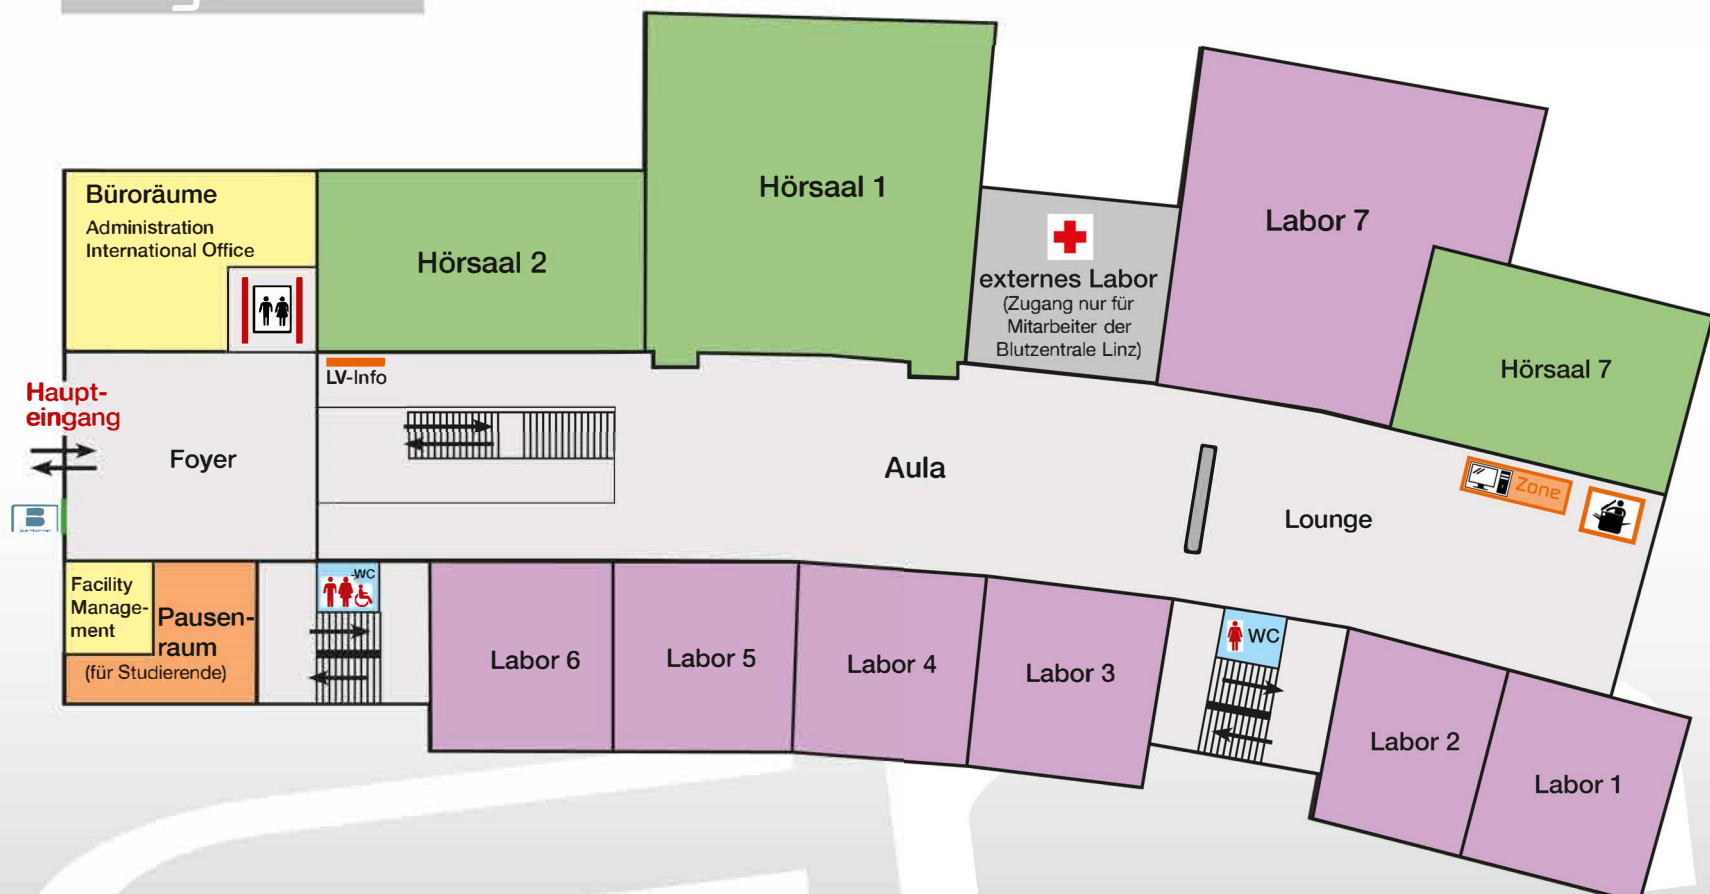 Büroräume
Administration
International Office
Hörsaal 2
Hörsaal 1
externes Labor
(Zugang nur für
Mitarbeiter der
Blutzentrale Linz)
Labor 7
Hörsaal 7
LV-Info
Haupt-
eingang
Foyer
Aula
Lounge
Zone
B
Facility
Manage-
ment
Pausen-
raum
(für Studierende)
WC
Labor 6
Labor 5
Labor 4
Labor 3
WC
Labor 2
Labor 1